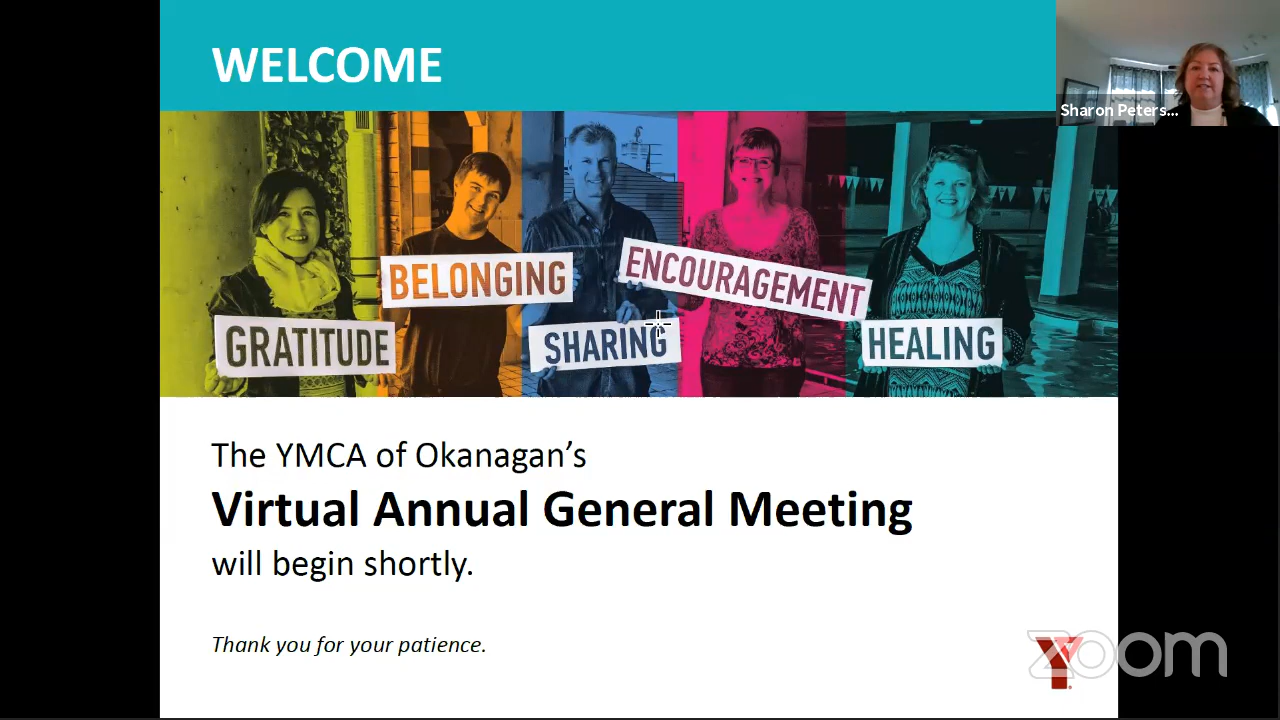 WELCOME
Sharon Peters...
BELONGING
ENCOURAGEMENT
GRATITUDE
SHARING
HEALING
The YMCA of Okanagan’s
Virtual Annual General Meeting
will begin shortly.
Thank you for your patience.
Y
zoom